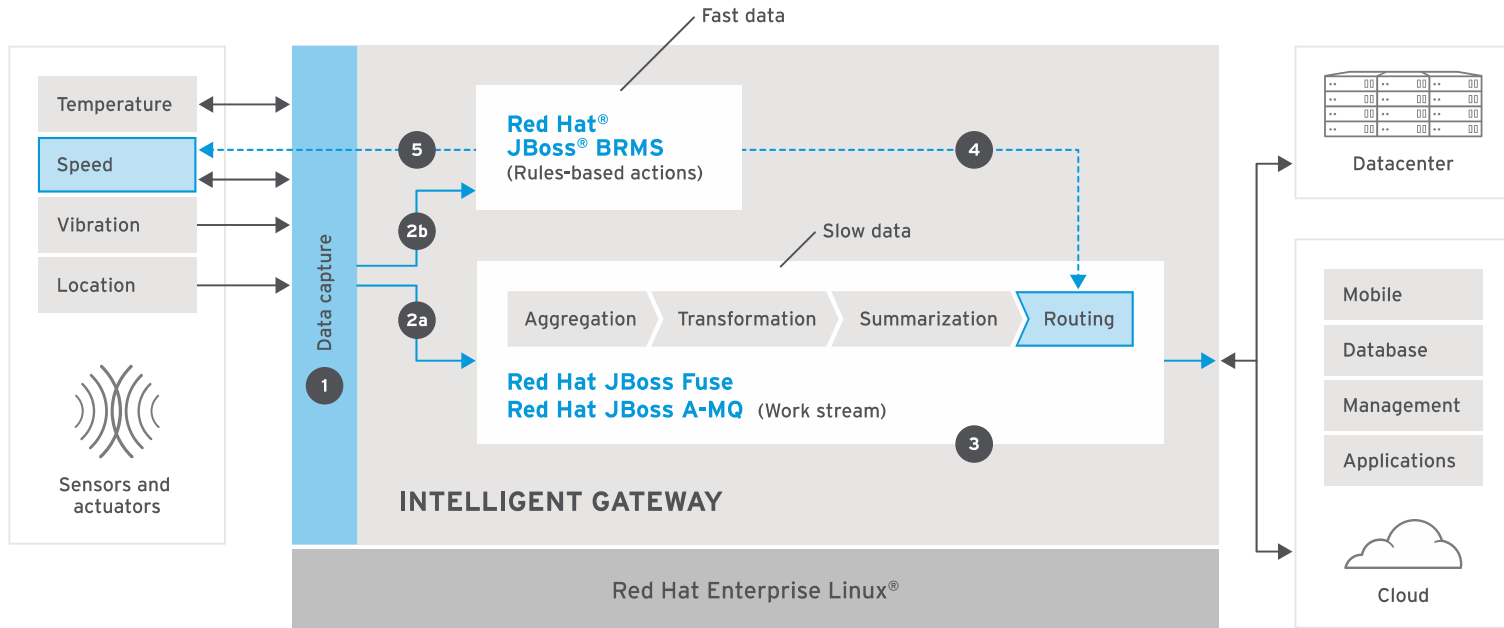 Fast data
Temperature
Speed
Vibration
Location
Sensors and
actuators
Data capture
1
5
2b
2a
Red Hat®
JBoss® BRMS
(Rules-based actions)
4
Slow data
Aggregation
Transformation
Summarization
Routing
Red Hat JBoss Fuse
Red Hat JBoss A-MQ (Work stream)
3
INTELLIGENT GATEWAY
Red Hat Enterprise Linux®
Datacenter
Mobile
Database
Management
Applications
Cloud